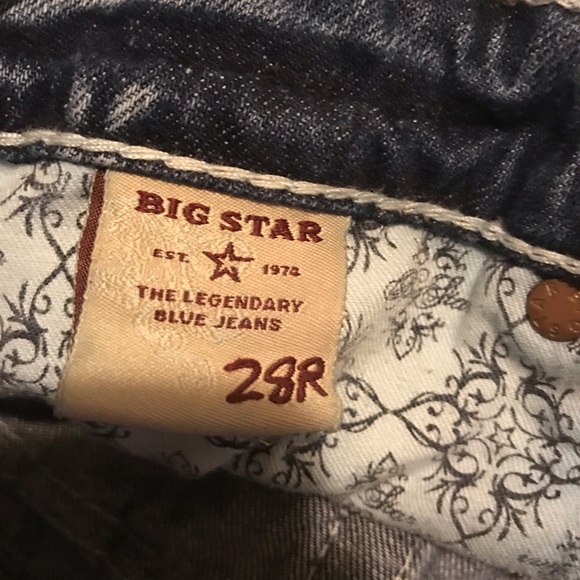 BIG STAR
EST. 1974
THE LEGENDARY
BLUE JEANS
28R